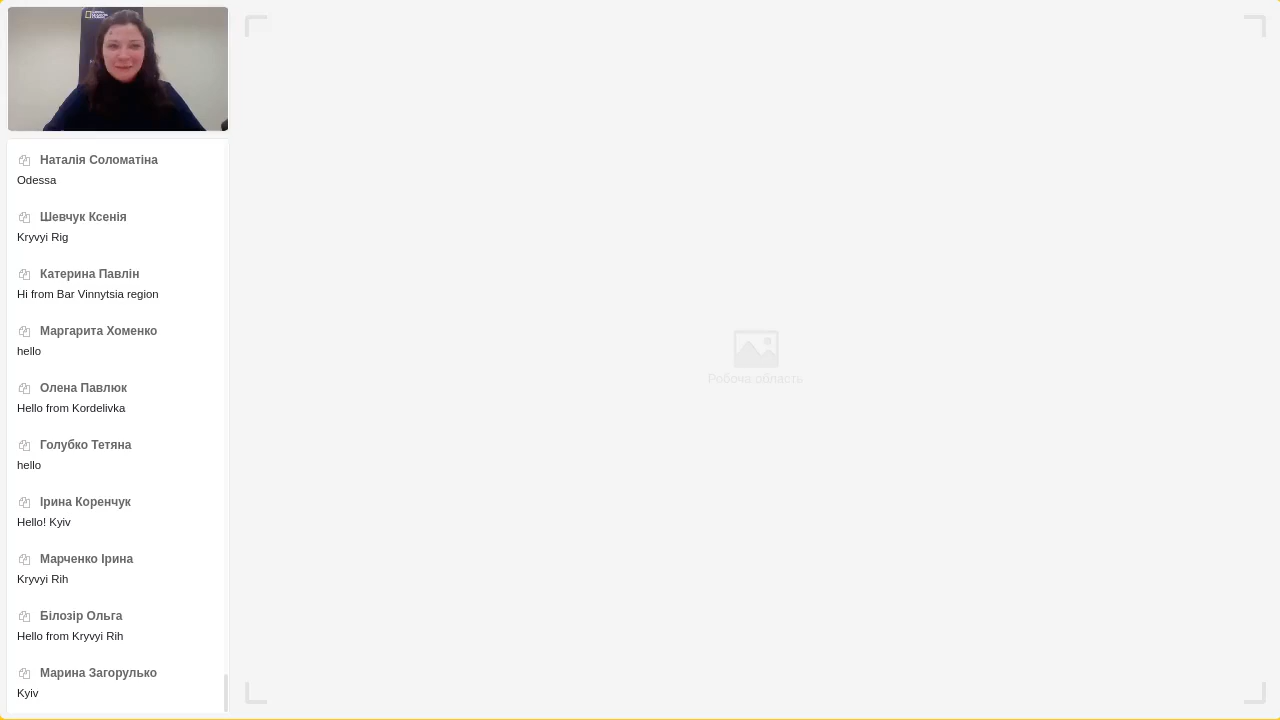 Наталія Соломатіна
Odessa
Шевчук Ксенія
Kryvyi Rig
Катерина Павлін
Hi from Bar Vinnytsia region
Маргарита Хоменко
hello
Олена Павлюк
Hello from Kordelivka
Голубко Тетяна
hello
Ірина Коренчук
Hello! Kyiv
Марченко Ірина
Kryvyi Rih
Білозір Ольга
Hello from Kryvyi Rih
Марина Загорулько
Kyiv
Робоча область